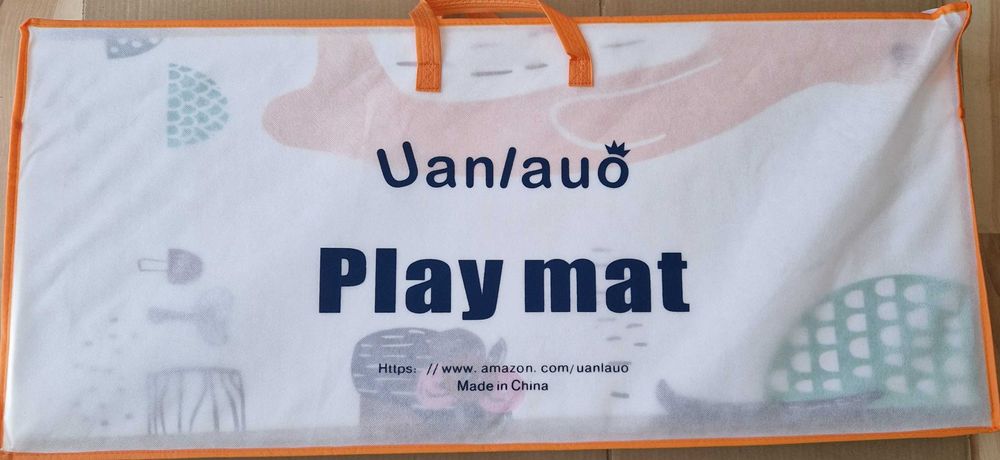 Uanlauo
Play mat
Https: //www. amazon. com/uanlauo
Made in China